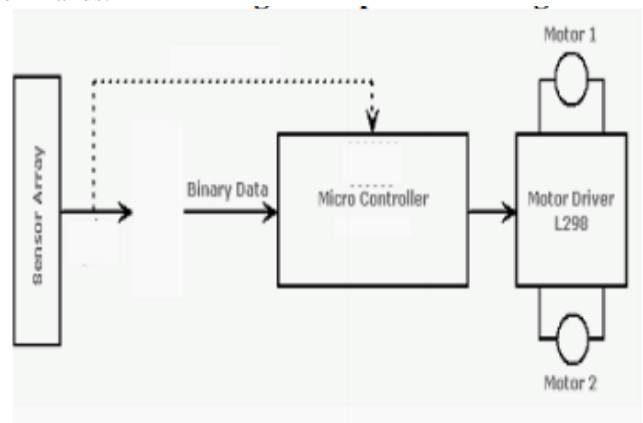 Motor 1
Sensor Array
Binary Data
Micro Controller
Motor Driver
L298
Motor 2